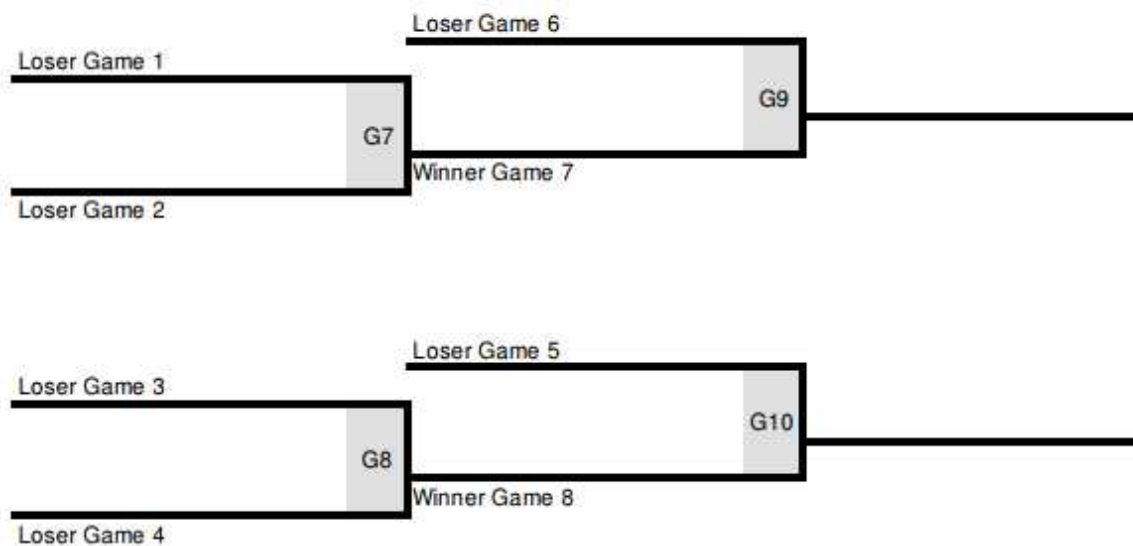 Loser Game 6
Loser Game 1
G9
G7
Winner Game 7
Loser Game 2
Loser Game 5
Loser Game 3
G10
G8
Winner Game 8
Loser Game 4